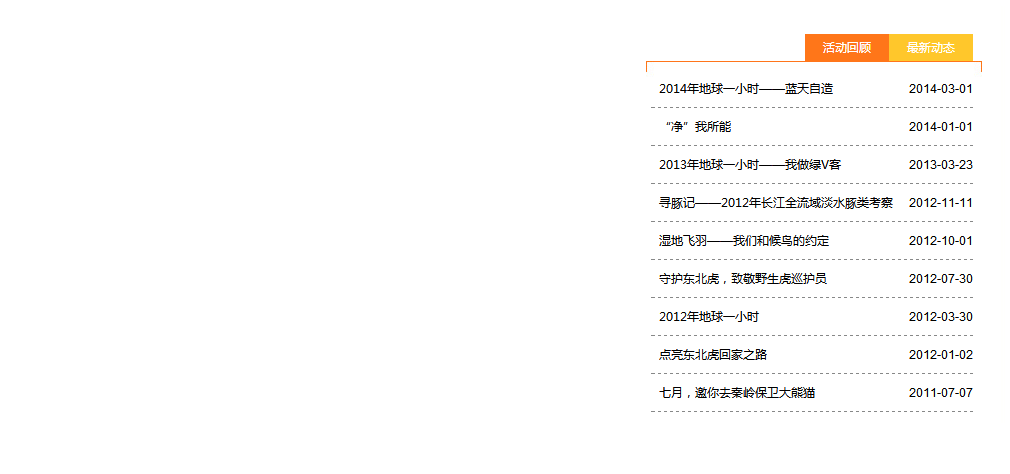 活动回顾 最新动态
2014年地球一小时——蓝天自造 2014-03-01
“净”我所能 2014-01-01
2013年地球一小时——我做绿V客 2013-03-23
寻豚记——2012年长江全流域淡水豚类考察 2012-11-11
湿地飞羽——我们和候鸟的约定 2012-10-01
守护东北虎，致敬野生虎巡护员 2012-07-30
2012年地球一小时 2012-03-30
点亮东北虎回家之路 2012-01-02
七月，邀你去秦岭保卫大熊猫 2011-07-07